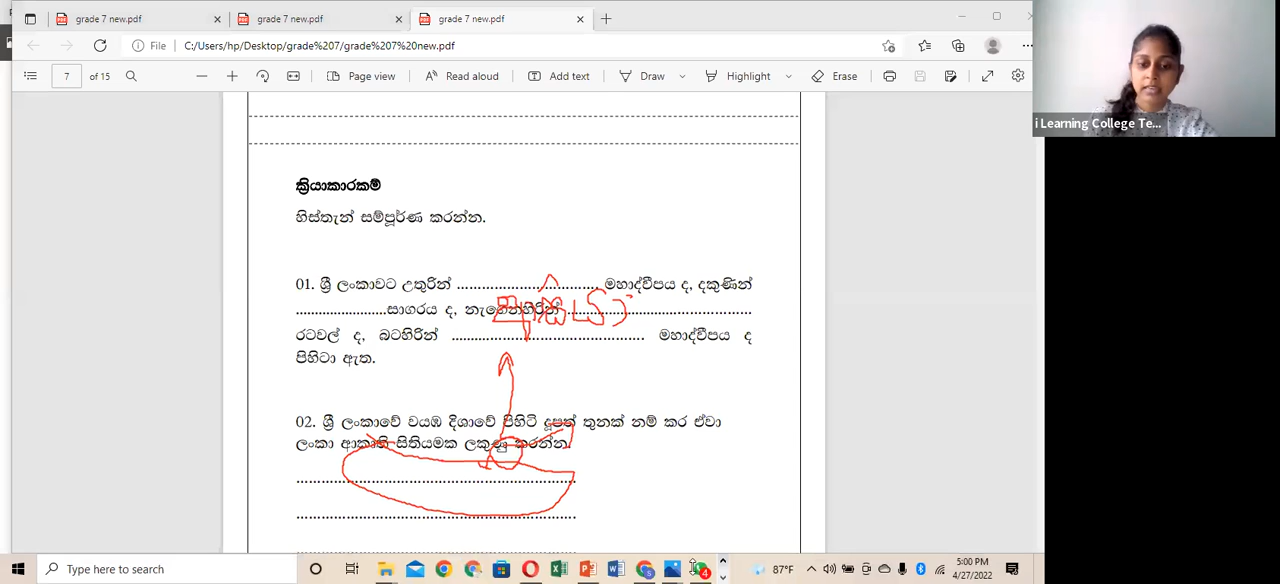 grade 7 new.pdf
grade 7 new.pdf
grade 7 new.pdf
File C:/Users/hp/Desktop/grade%207/grade%207%20new.pdf
7 of 15 Page view Read aloud Add text Draw Highlight Erase
i Learning College Te...
ක්‍රියාකාරකම්
හිස්තැන් සම්පූර්ණ කරන්න.
01. ශ්‍රී ලංකාවට උතුරින් .................................. මහාද්වීපය ද, දකුණින්
......................සාගරය ද, නැගෙනහිරින් ............................................
ආසියා
රටවල් ද, බටහිරින් ............................................ මහාද්වීපය ද
පිහිටා ඇත.
02. ශ්‍රී ලංකාවේ වයඹ දිශාවේ පිහිටි දූපත් තුනක් නම් කර ඒවා
ලංකා ආකෘති සිතියමක ලකුණු කරන්න.
..................................................................
..................................................................
Type here to search
5
4
87°F
5:00 PM
4/27/2022